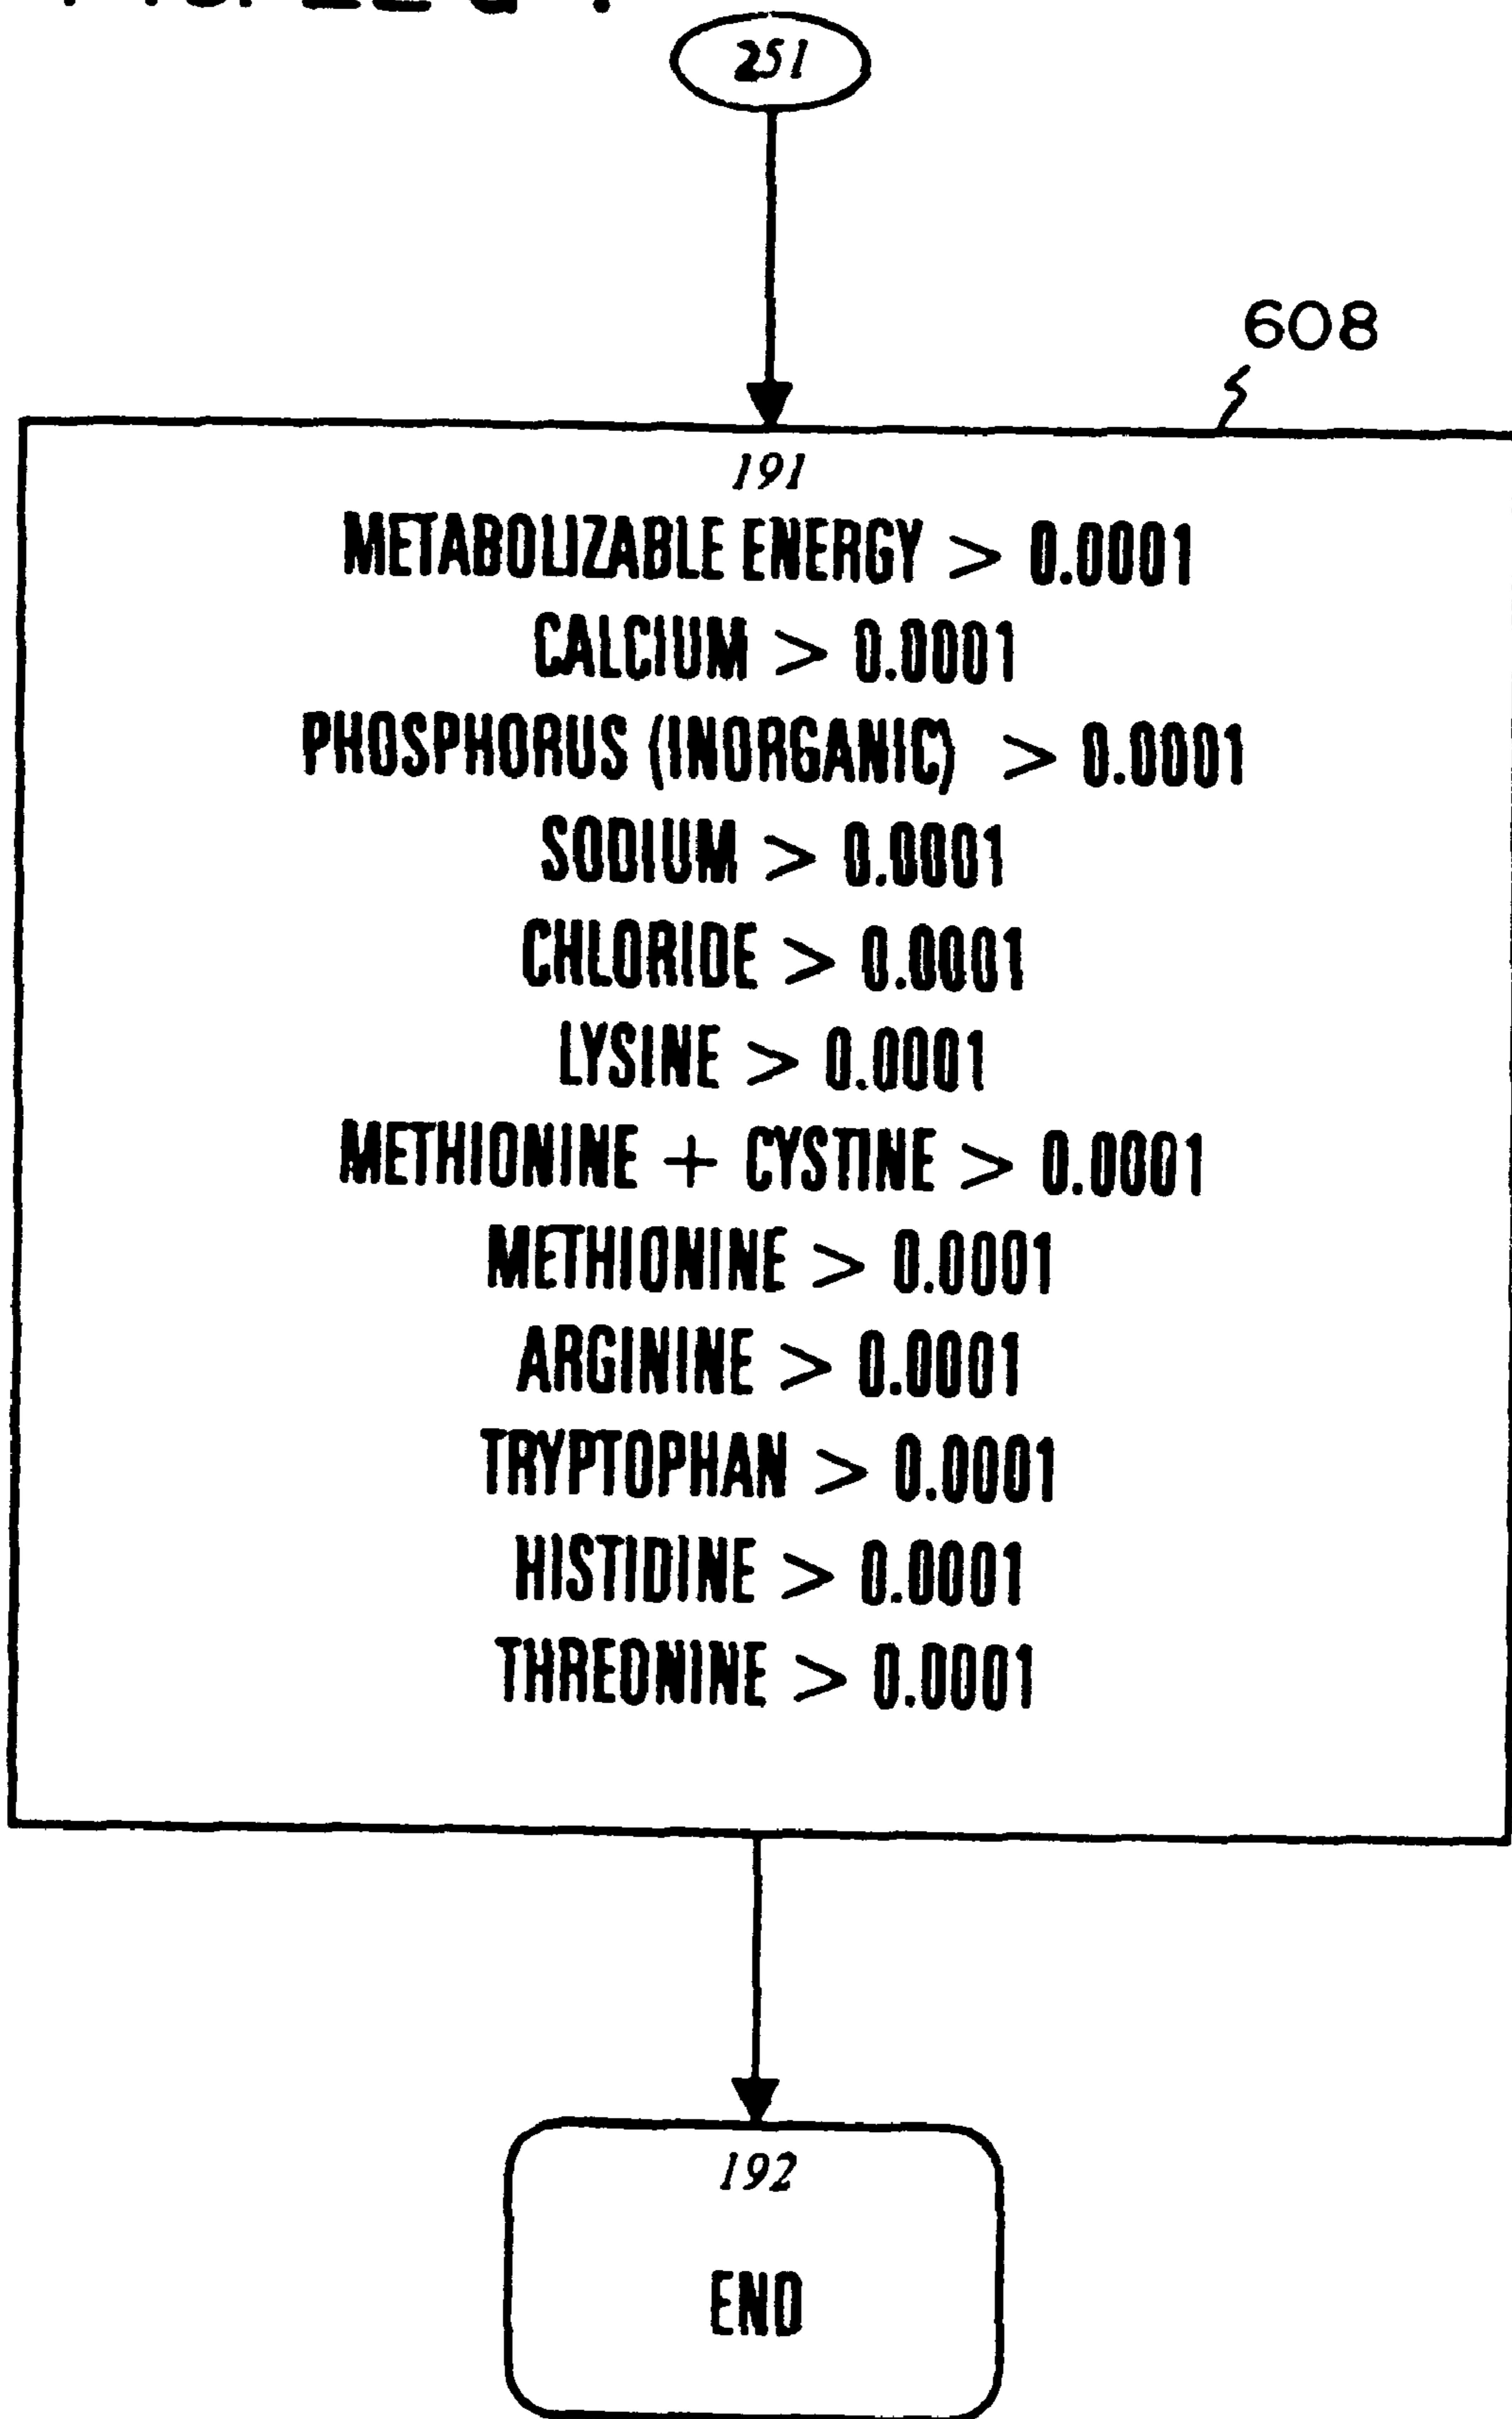 251
608
191
METABOLIZABLE ENERGY > 0.0001
CALCIUM > 0.0001
PHOSPHORUS (INORGANIC) > 0.0001
SODIUM > 0.0001
CHLORIDE > 0.0001
LYSINE > 0.0001
METHIONINE + CYSTINE > 0.0001
METHIONINE > 0.0001
ARGININE > 0.0001
TRYPTOPHAN > 0.0001
HISTIDINE > 0.0001
THREONINE > 0.0001
192
END